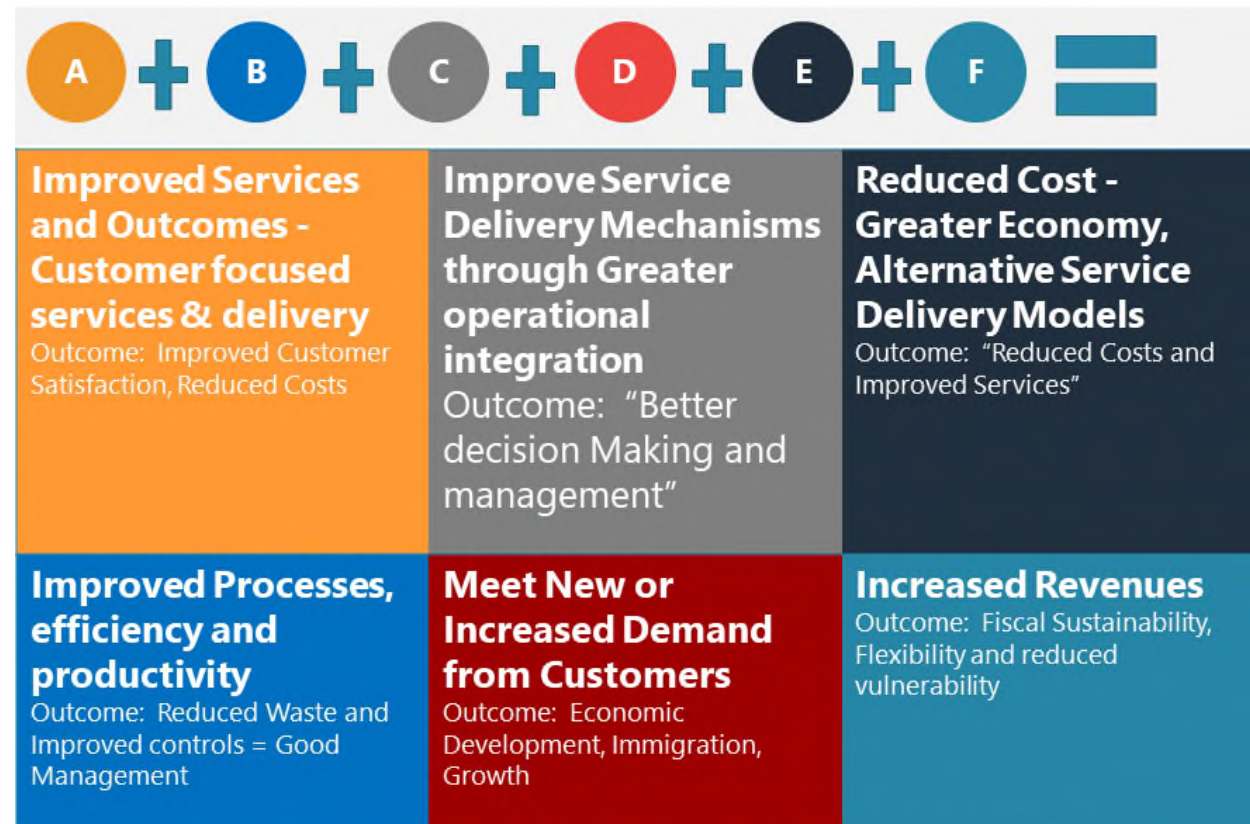 A + B + C + D + E + F =
Improved Services
and Outcomes -
Customer focused
services & delivery
Outcome: Improved Customer
Satisfaction, Reduced Costs
Improve Service
Delivery Mechanisms
through Greater
operational
integration
Outcome: “Better
decision Making and
management”
Reduced Cost -
Greater Economy,
Alternative Service
Delivery Models
Outcome: “Reduced Costs and
Improved Services”
Improved Processes,
efficiency and
productivity
Outcome: Reduced Waste and
Improved controls = Good
Management
Meet New or
Increased Demand
from Customers
Outcome: Economic
Development, Immigration,
Growth
Increased Revenues
Outcome: Fiscal Sustainability,
Flexibility and reduced
vulnerability